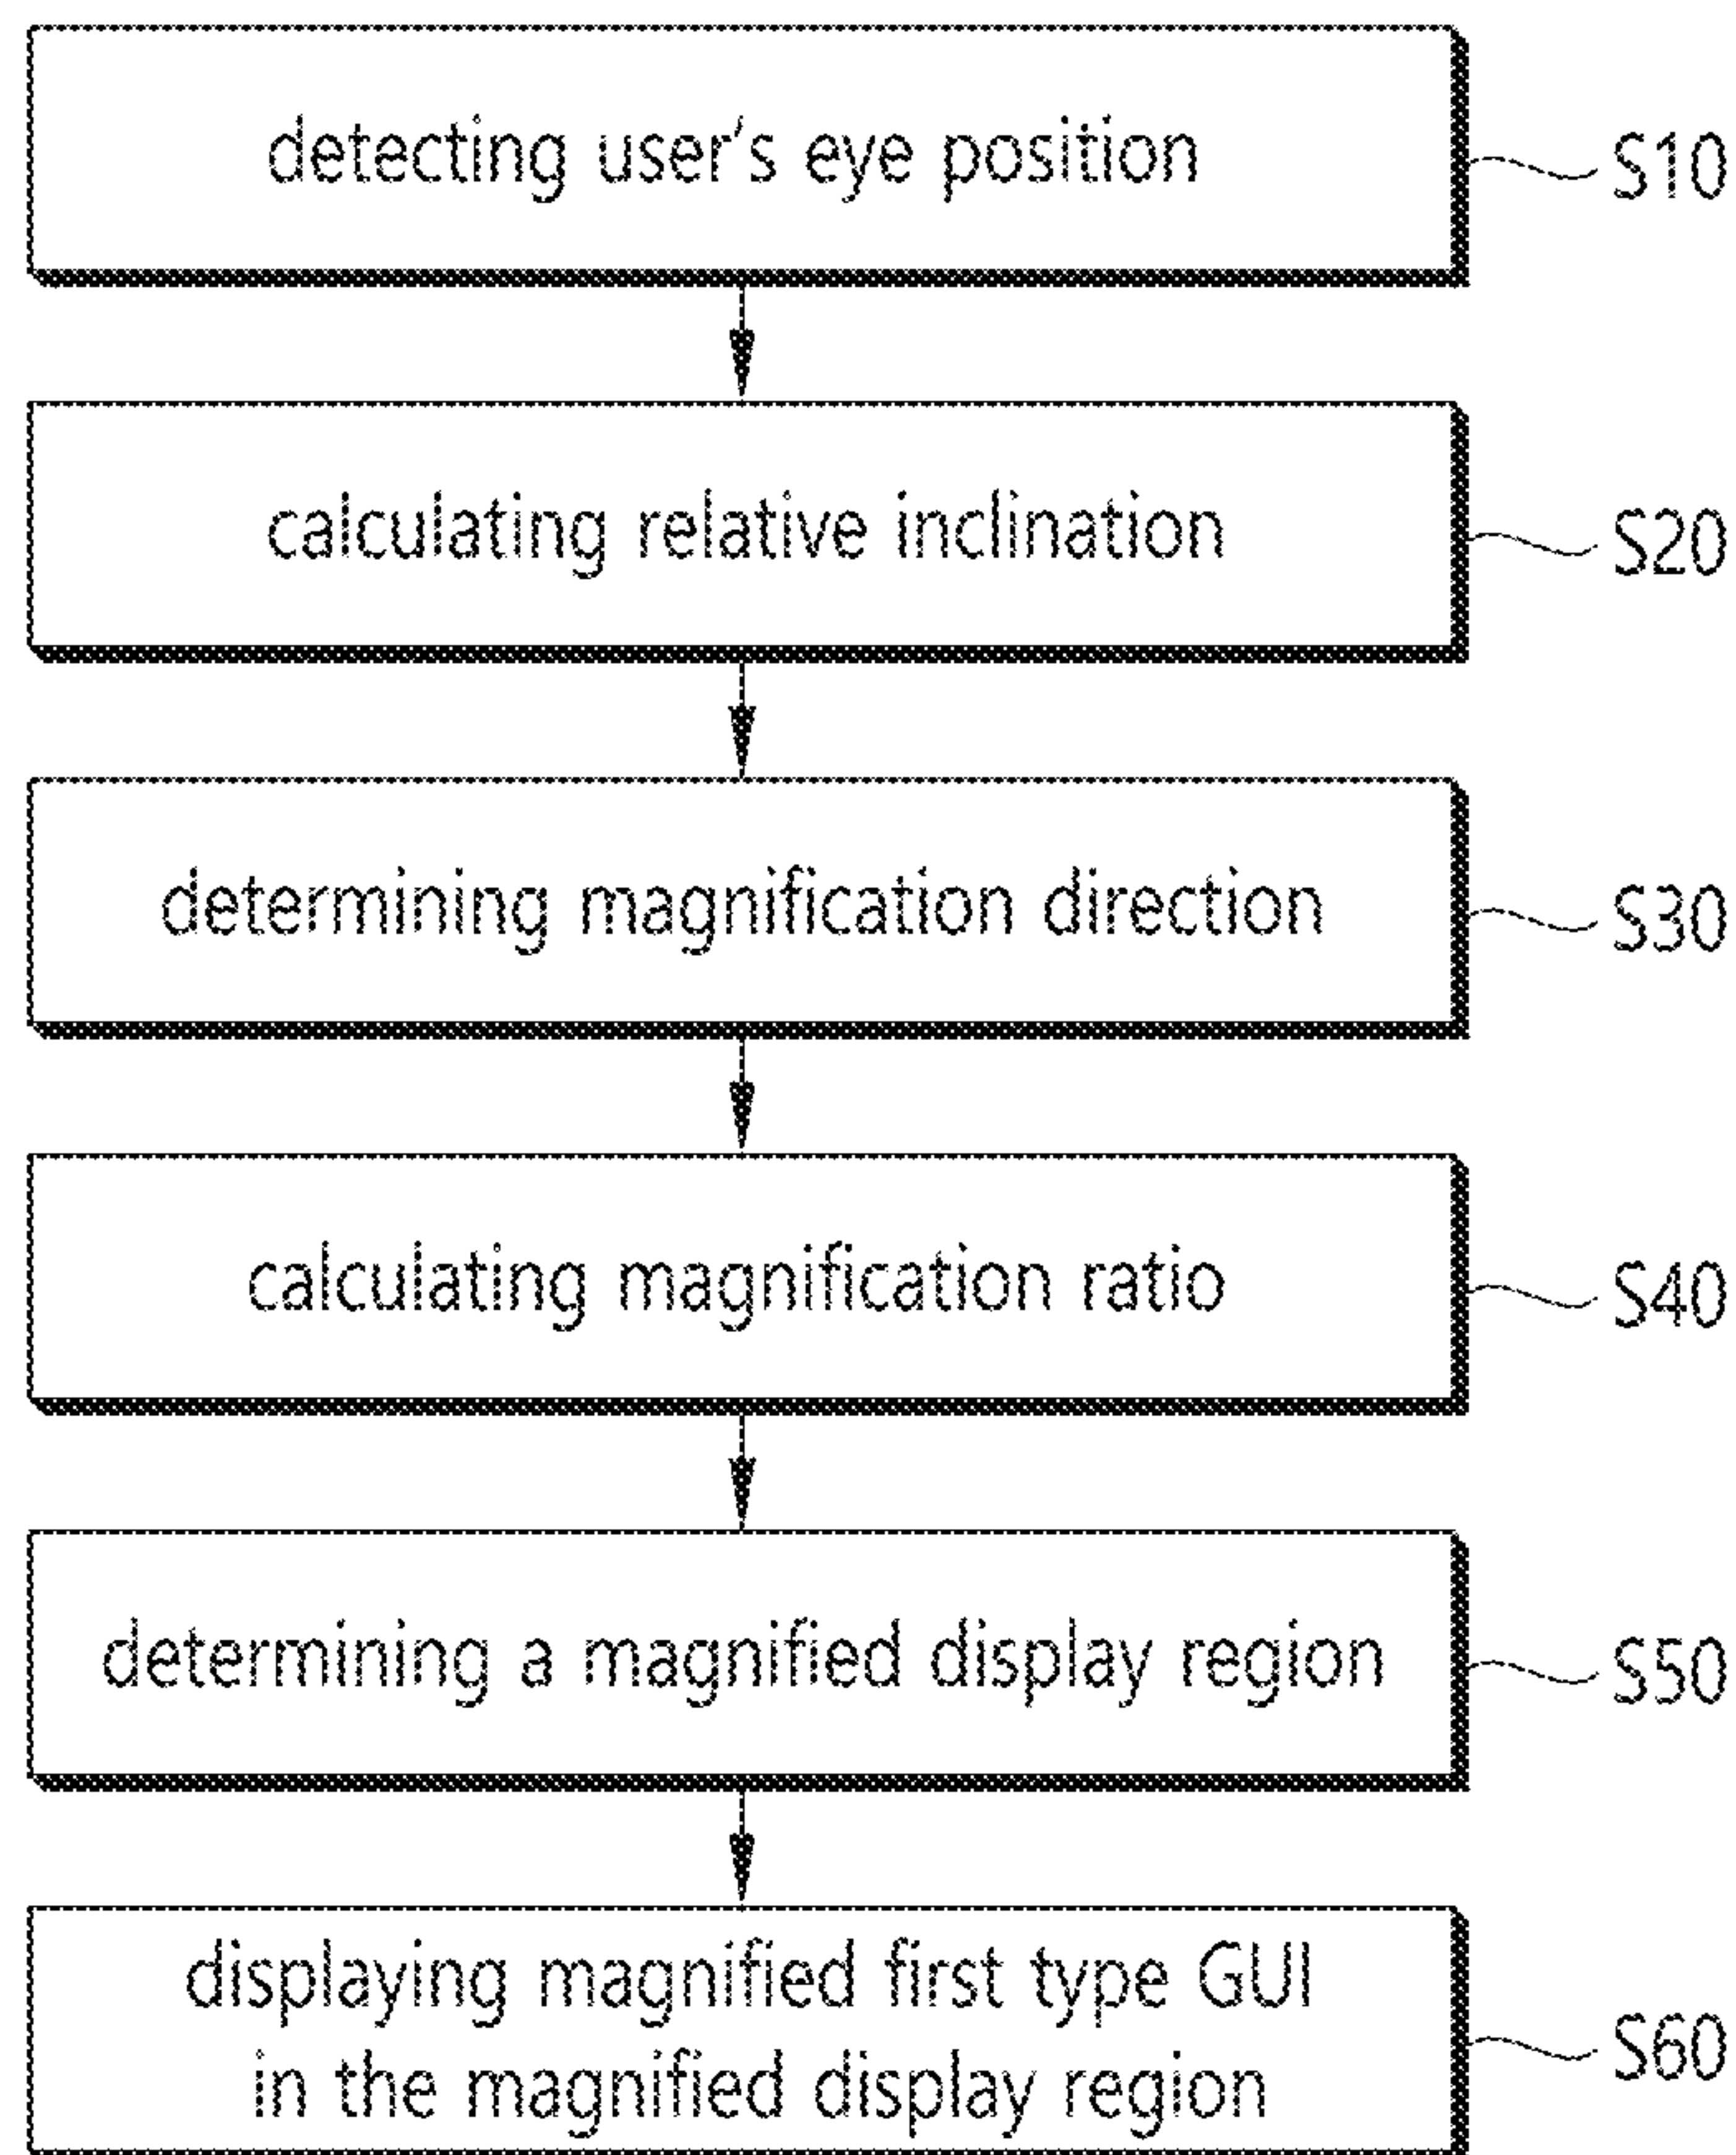 detecting user's eye position
S10
calculating relative inclination
S20
determining magnification direction
S30
calculating magnification ratio
S40
determining a magnified display region
S50
displaying magnified first type GUI
in the magnified display region
S60